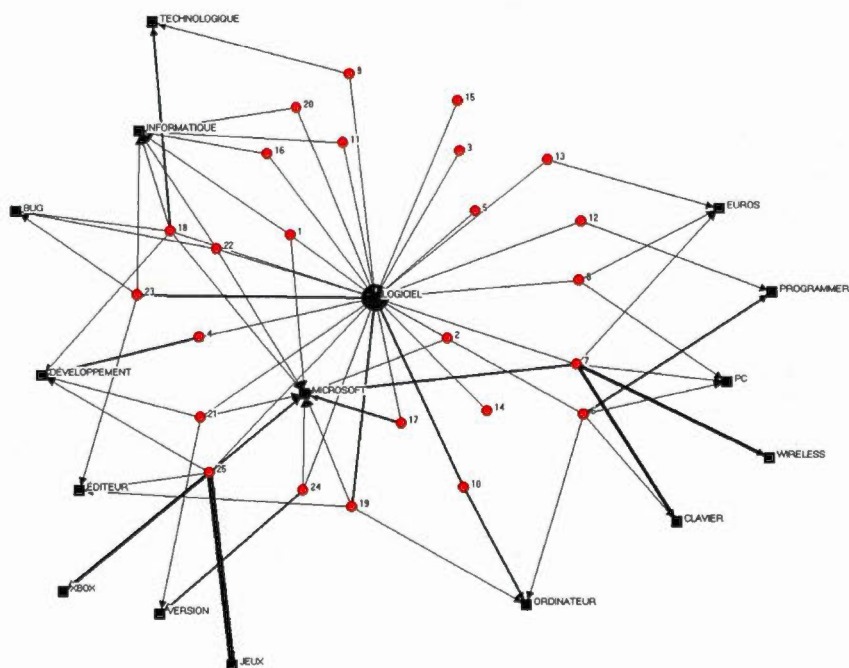 TECHNOLOGIQUE
9
20
15
INFORMATIQUE
11
3
16
13
BUG
5
EUROS
18
1
12
22
6
23
LOGICIEL
PROGRAMMER
4
2
7
DÉVELOPPEMENT
PC
MICROSOFT
14
21
17
WIRELESS
25
ÉDITEUR
24
10
19
CLAVIER
XBOX
VERSION
ORDINATEUR
JEUX